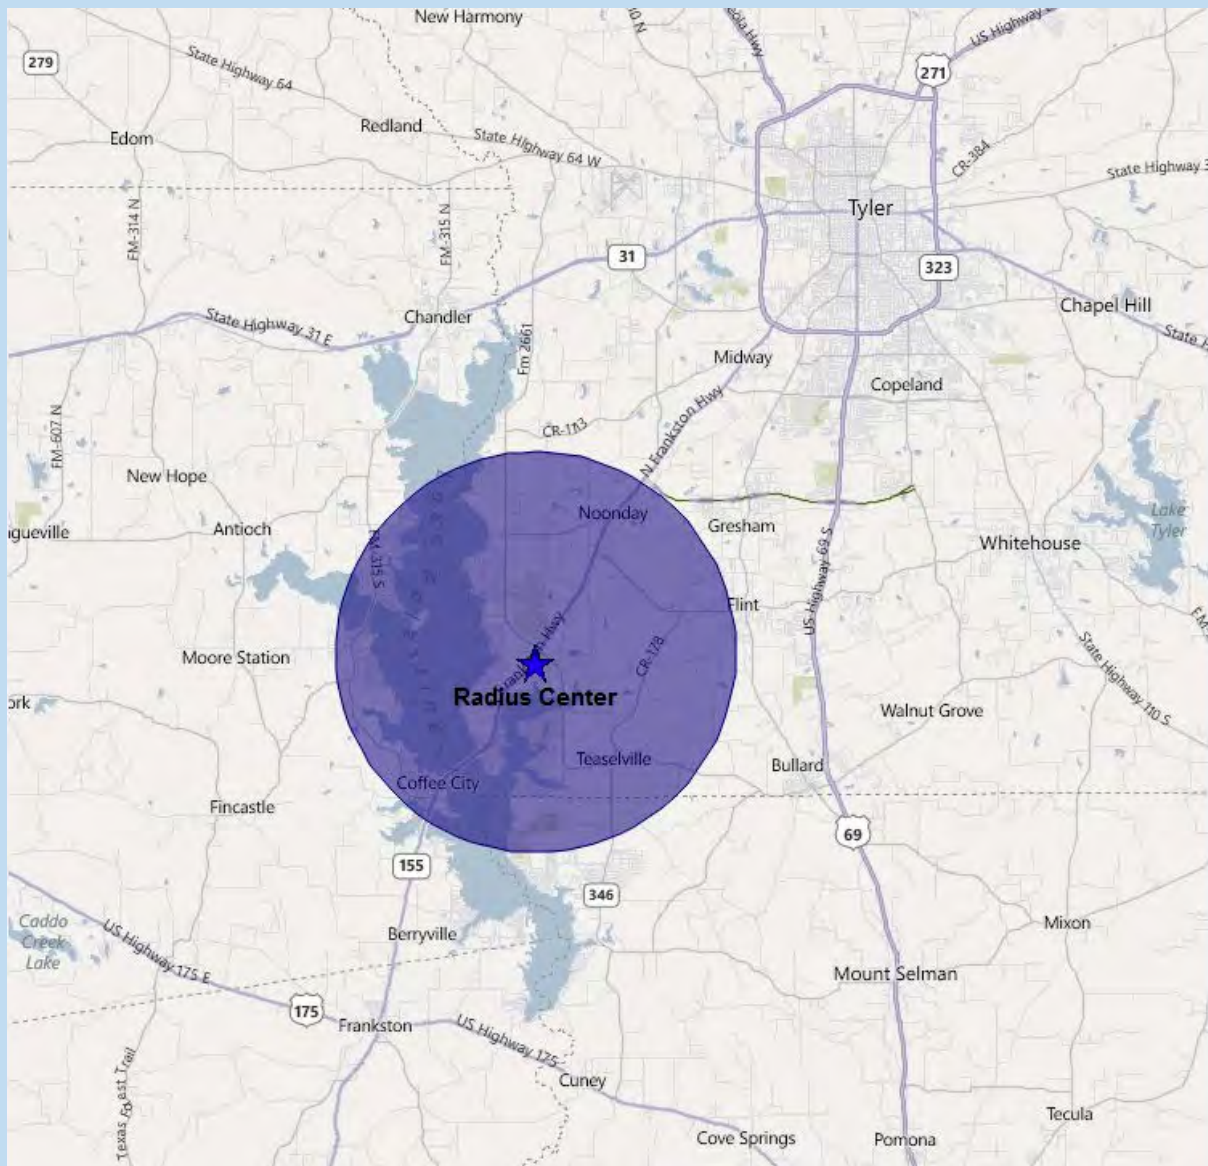 New Harmony
US Highway
279
State Highway 64
271
Edom
Redland
State Highway 64 W
CR-384
State Highway 3
FM-314 N
FM-315 N
Tyler
31
323
Chandler
State Highway 31 E
Chapel Hill
Fm 2661
Midway
Copeland
FM-607 N
CR-113
N Frankston Hwy
New Hope
Noonday
Gresham
Antioch
Lake
Tyler
Whitehouse
FM-315 S
US Highway 69 S
Flint
Moore Station
CR-178
State Highway 110 S
Radius Center
Walnut Grove
Teaselville
Bullard
Coffee City
Fincastle
69
155
346
Caddo
Creek
Lake
Berryville
Mixon
US Highway 175 E
Mount Selman
175
Frankston
US Highway 175
Cuney
Tecula
Cove Springs
Pomona